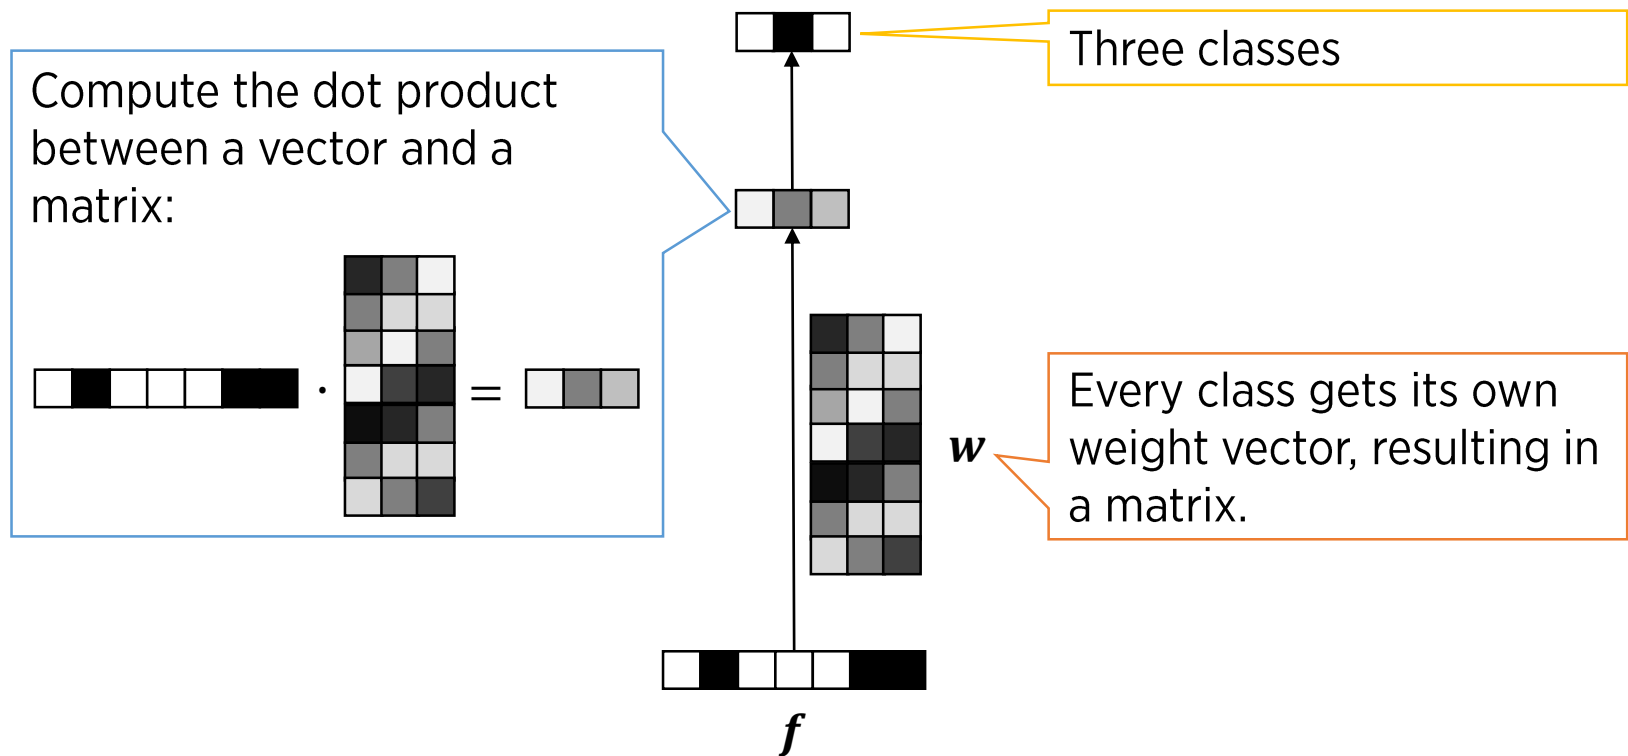 Three classes
Compute the dot product
between a vector and a
matrix:
· =
Every class gets its own
weight vector, resulting in
a matrix.
w
f